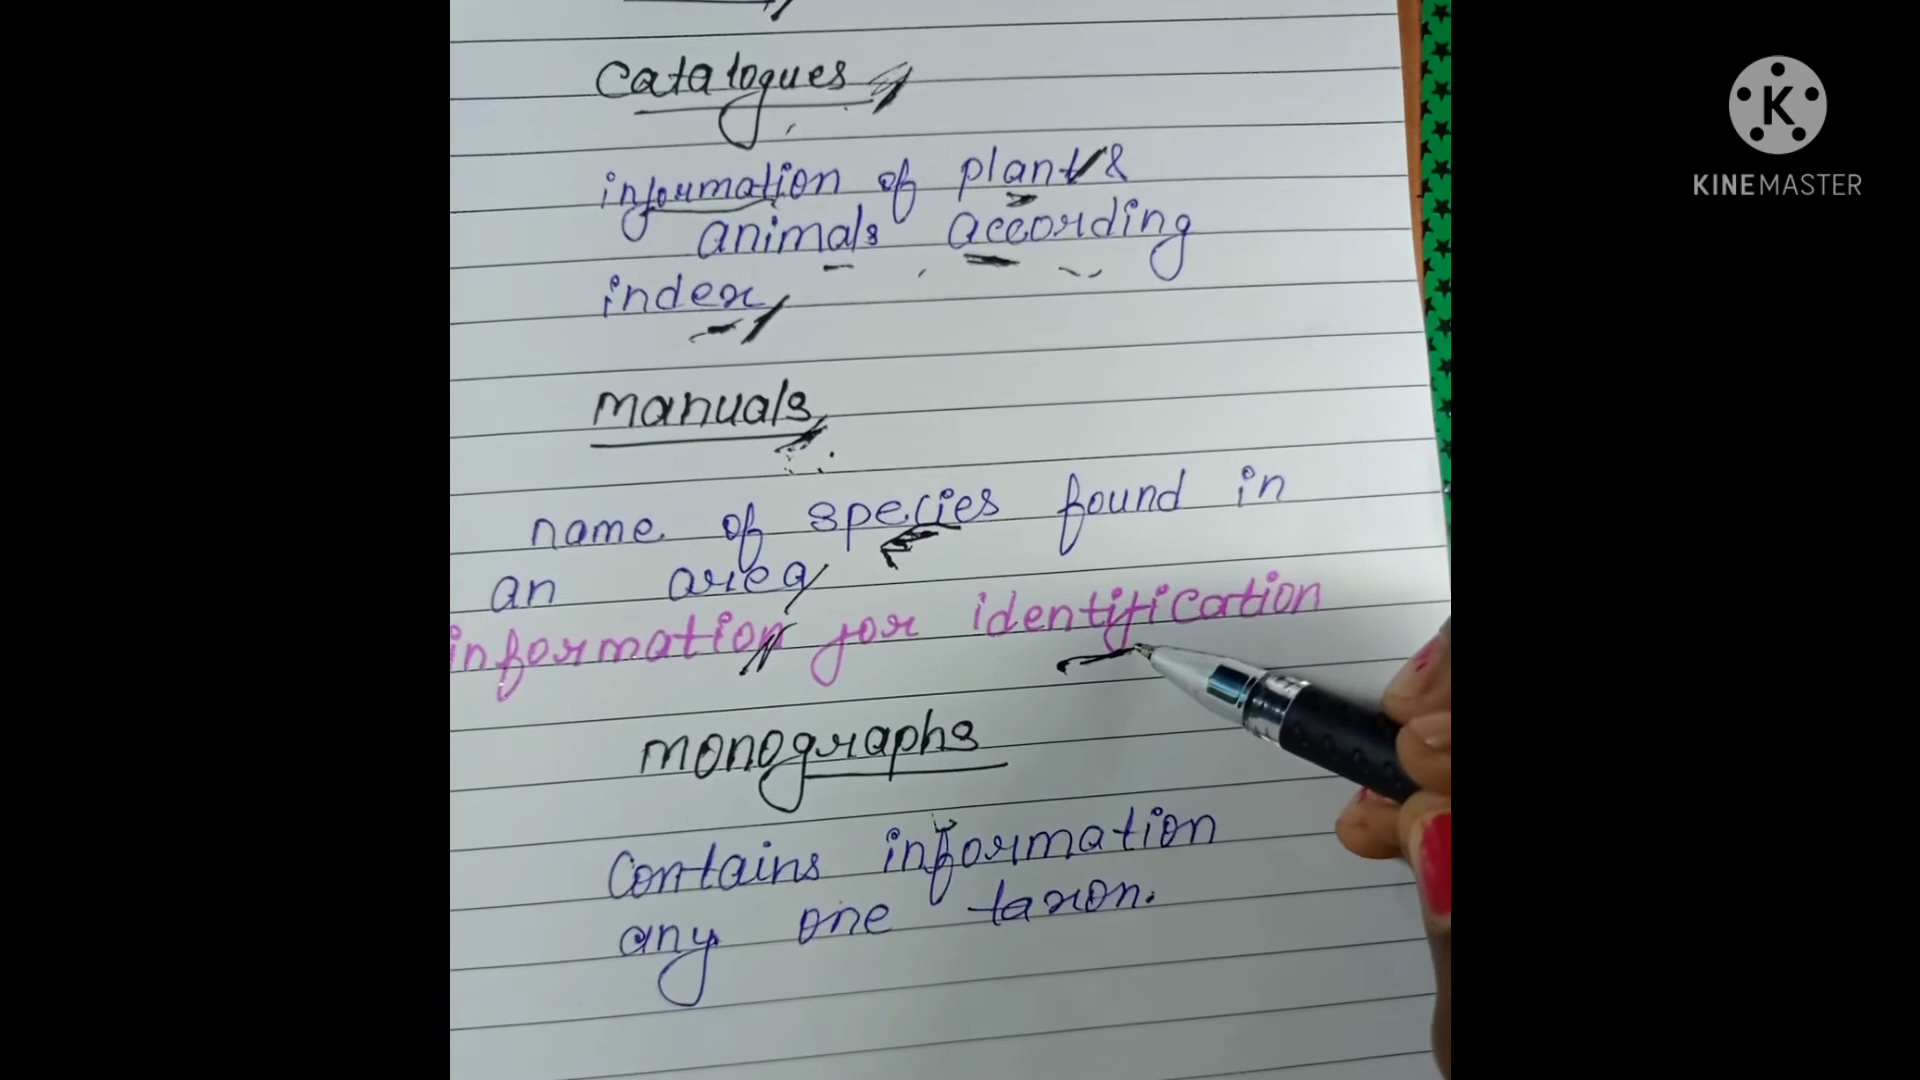 Catalogues
information of plant &
animals according
index
manuals
name of species found in
an area
information for identification
monographs
Contains information
any one taxon.
K
KINEMASTER